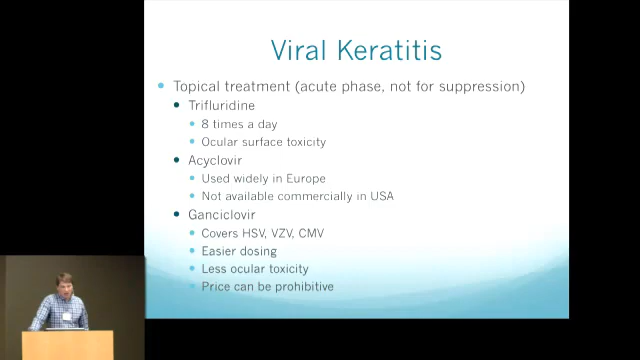 Viral Keratitis
Topical treatment (acute phase, not for suppression)
Trifluridine
8 times a day
Ocular surface toxicity
Acyclovir
Used widely in Europe
Not available commercially in USA
Ganciclovir
Covers HSV, VZV, CMV
Easier dosing
Less ocular toxicity
Price can be prohibitive